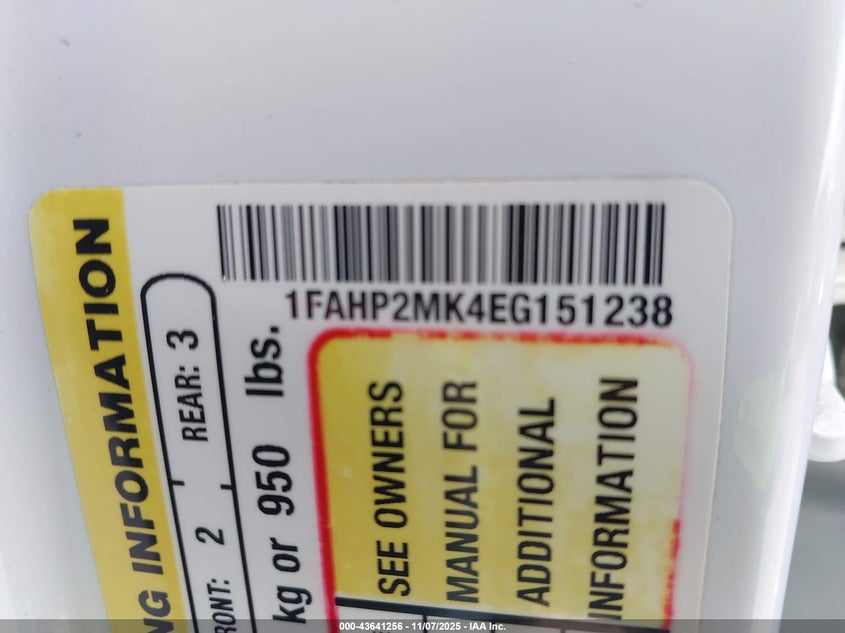 1FAHP2MK4EG151238
NG INFORMATION
RONT: 2 REAR: 3
kg or 950 lbs.
SEE OWNERS
MANUAL FOR
ADDITIONAL
INFORMATION
000-43641256 - 11/07/2025 - IAA Inc.